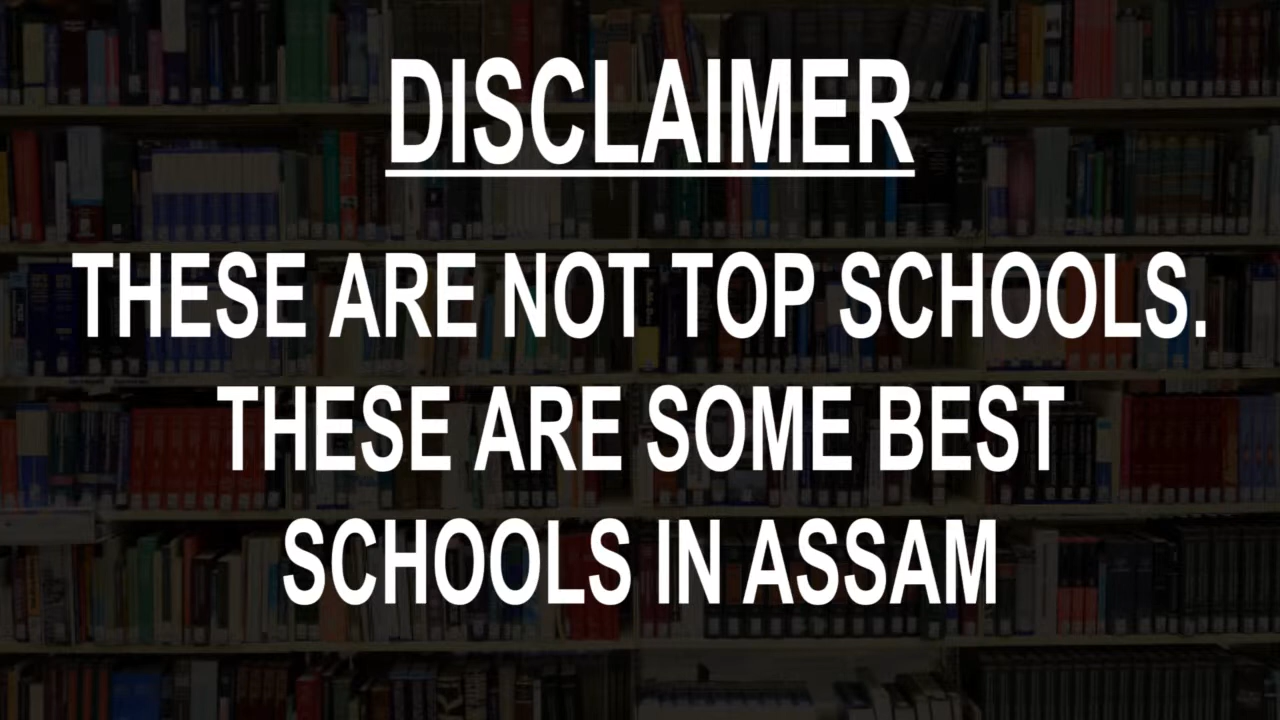 DISCLAIMER
THESE ARE NOT TOP SCHOOLS.
THESE ARE SOME BEST
SCHOOLS IN ASSAM